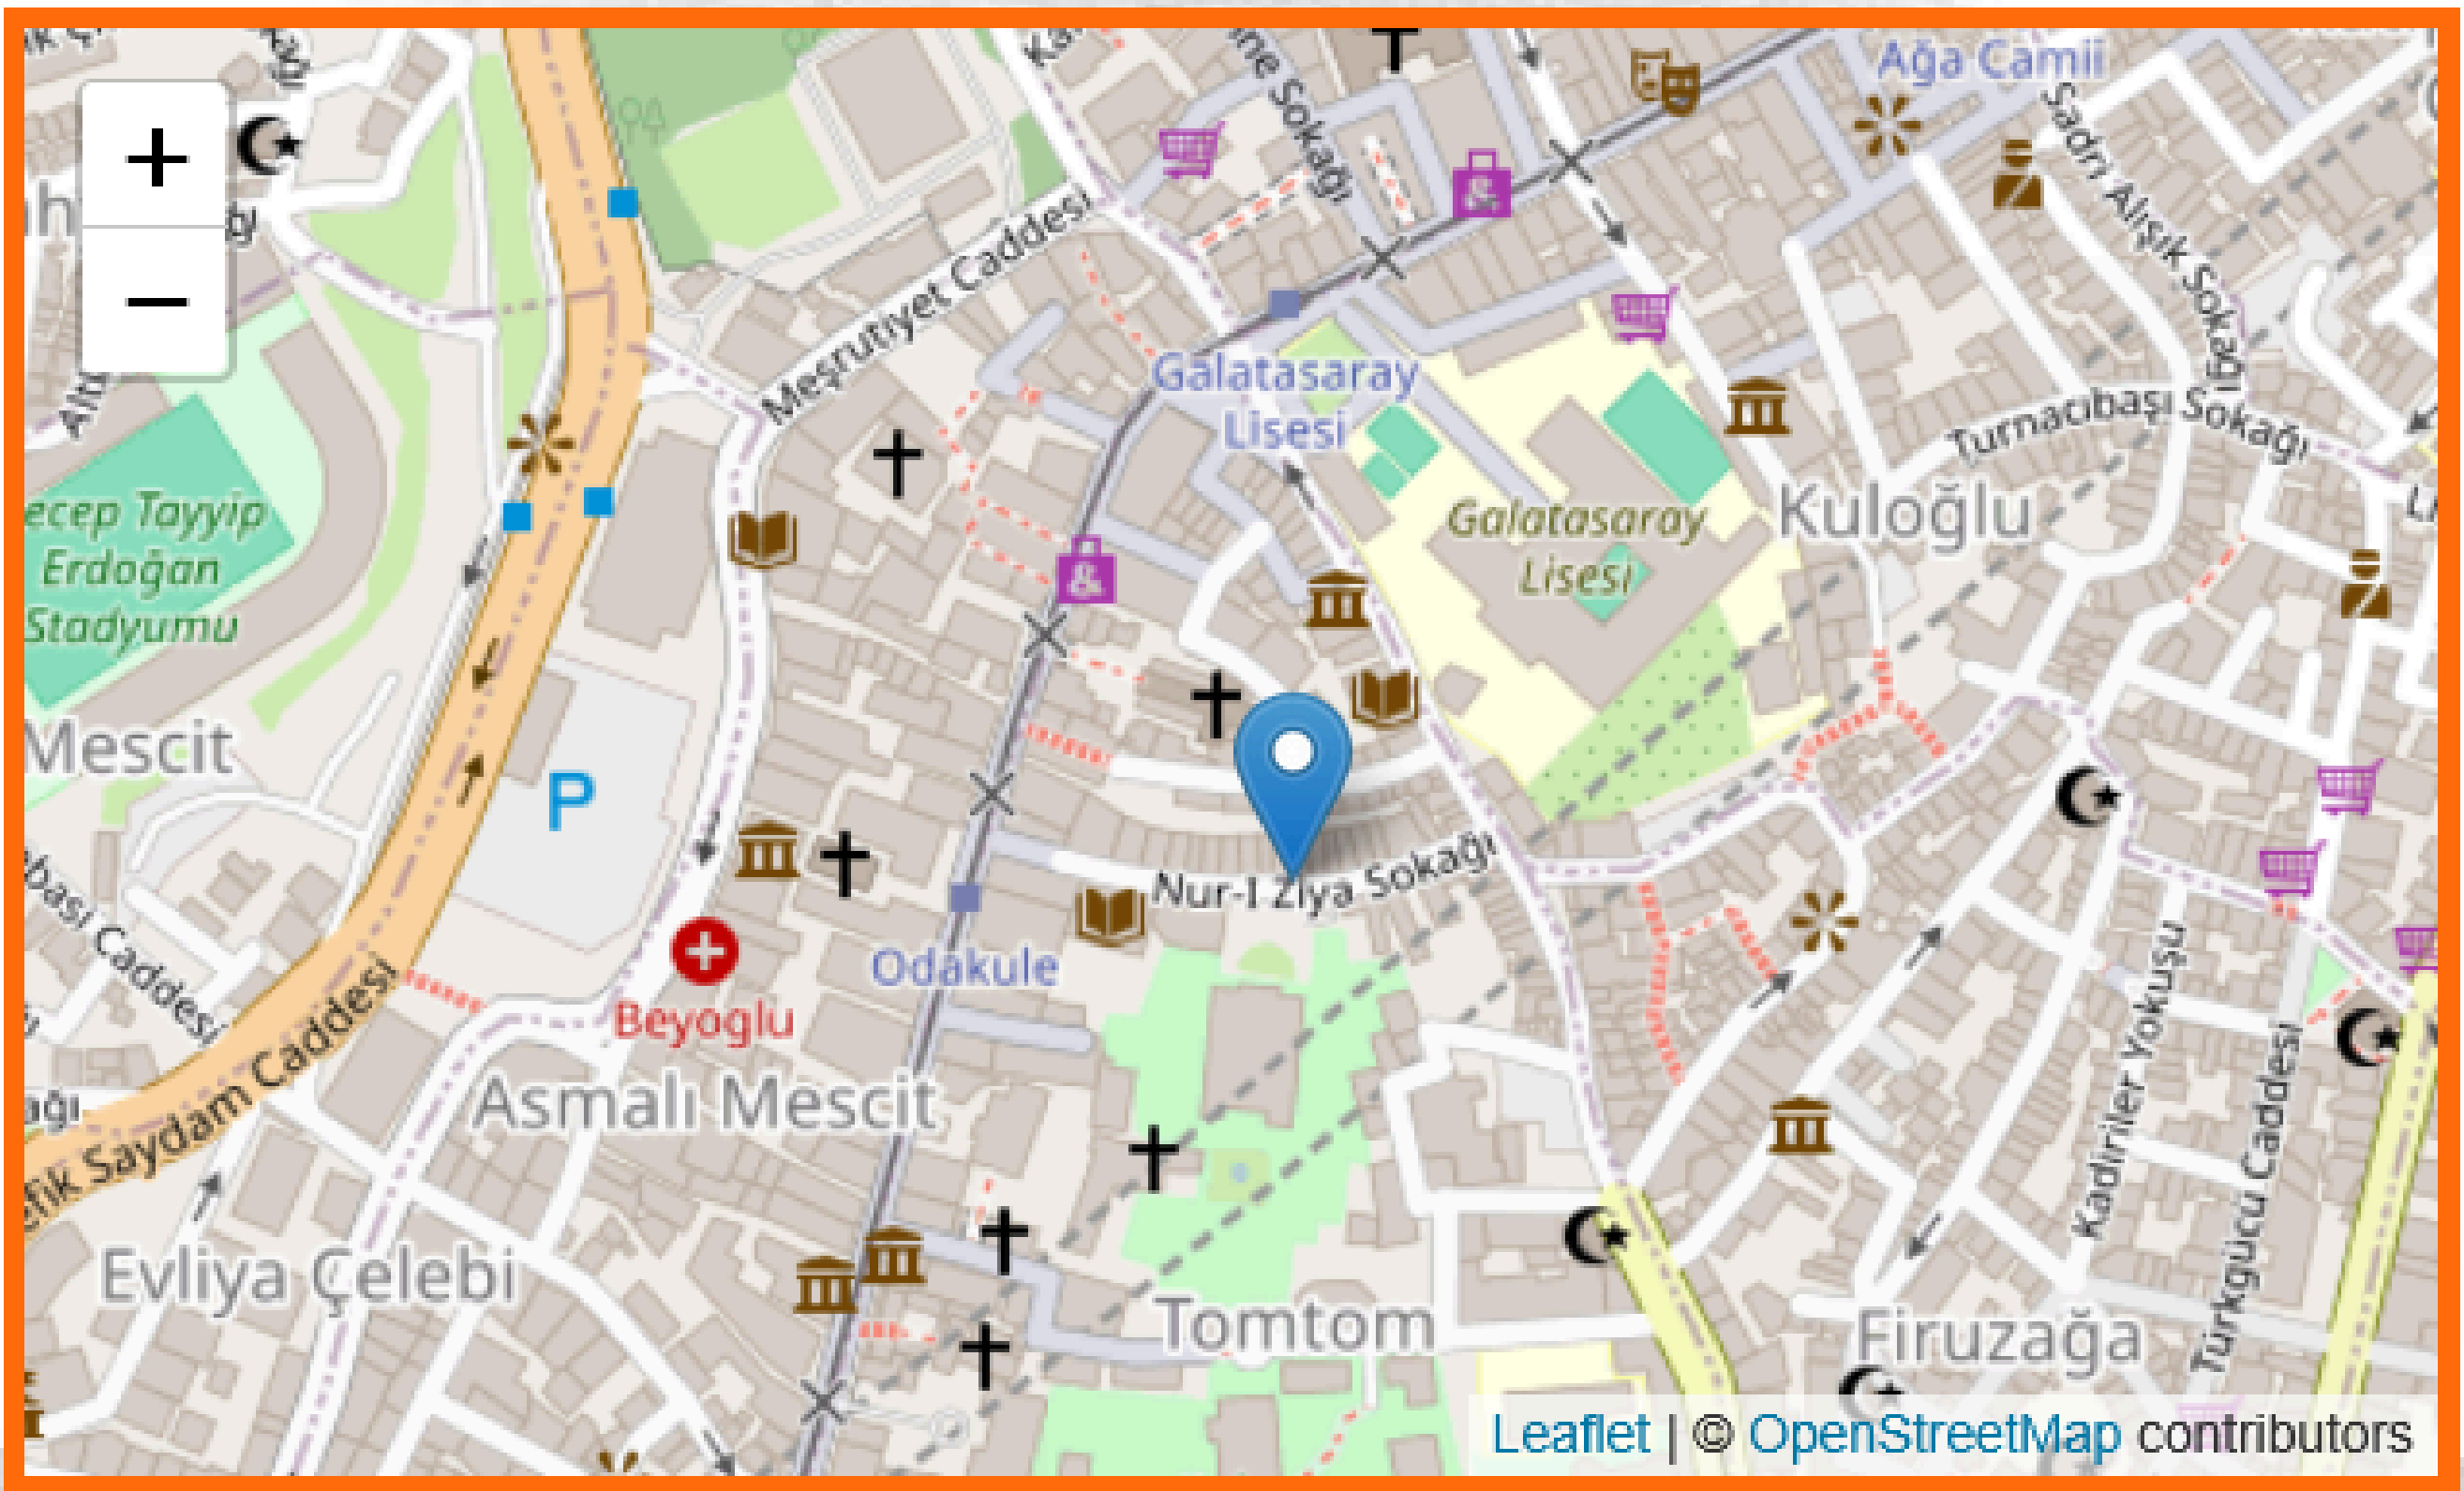 +
−
Ağa Camii
Sadri Alışık Sokağı
Meşrutiyet Caddesi
Galatasaray
Lisesi
Turnacıbaşı Sokağı
Kuloğlu
Galatasaray
Lisesi
ecep Tayyip
Erdoğan
Stadyumu
Mescit
P
Nur-I Ziya Sokağı
Odakule
Beyoglu
Asmalı Mescit
efik Saydam Caddesi
Kadiriler Yokuşu
Türkgücü Caddesi
Evliya Çelebi
Tomtom
Firuzağa
Leaflet | © OpenStreetMap contributors